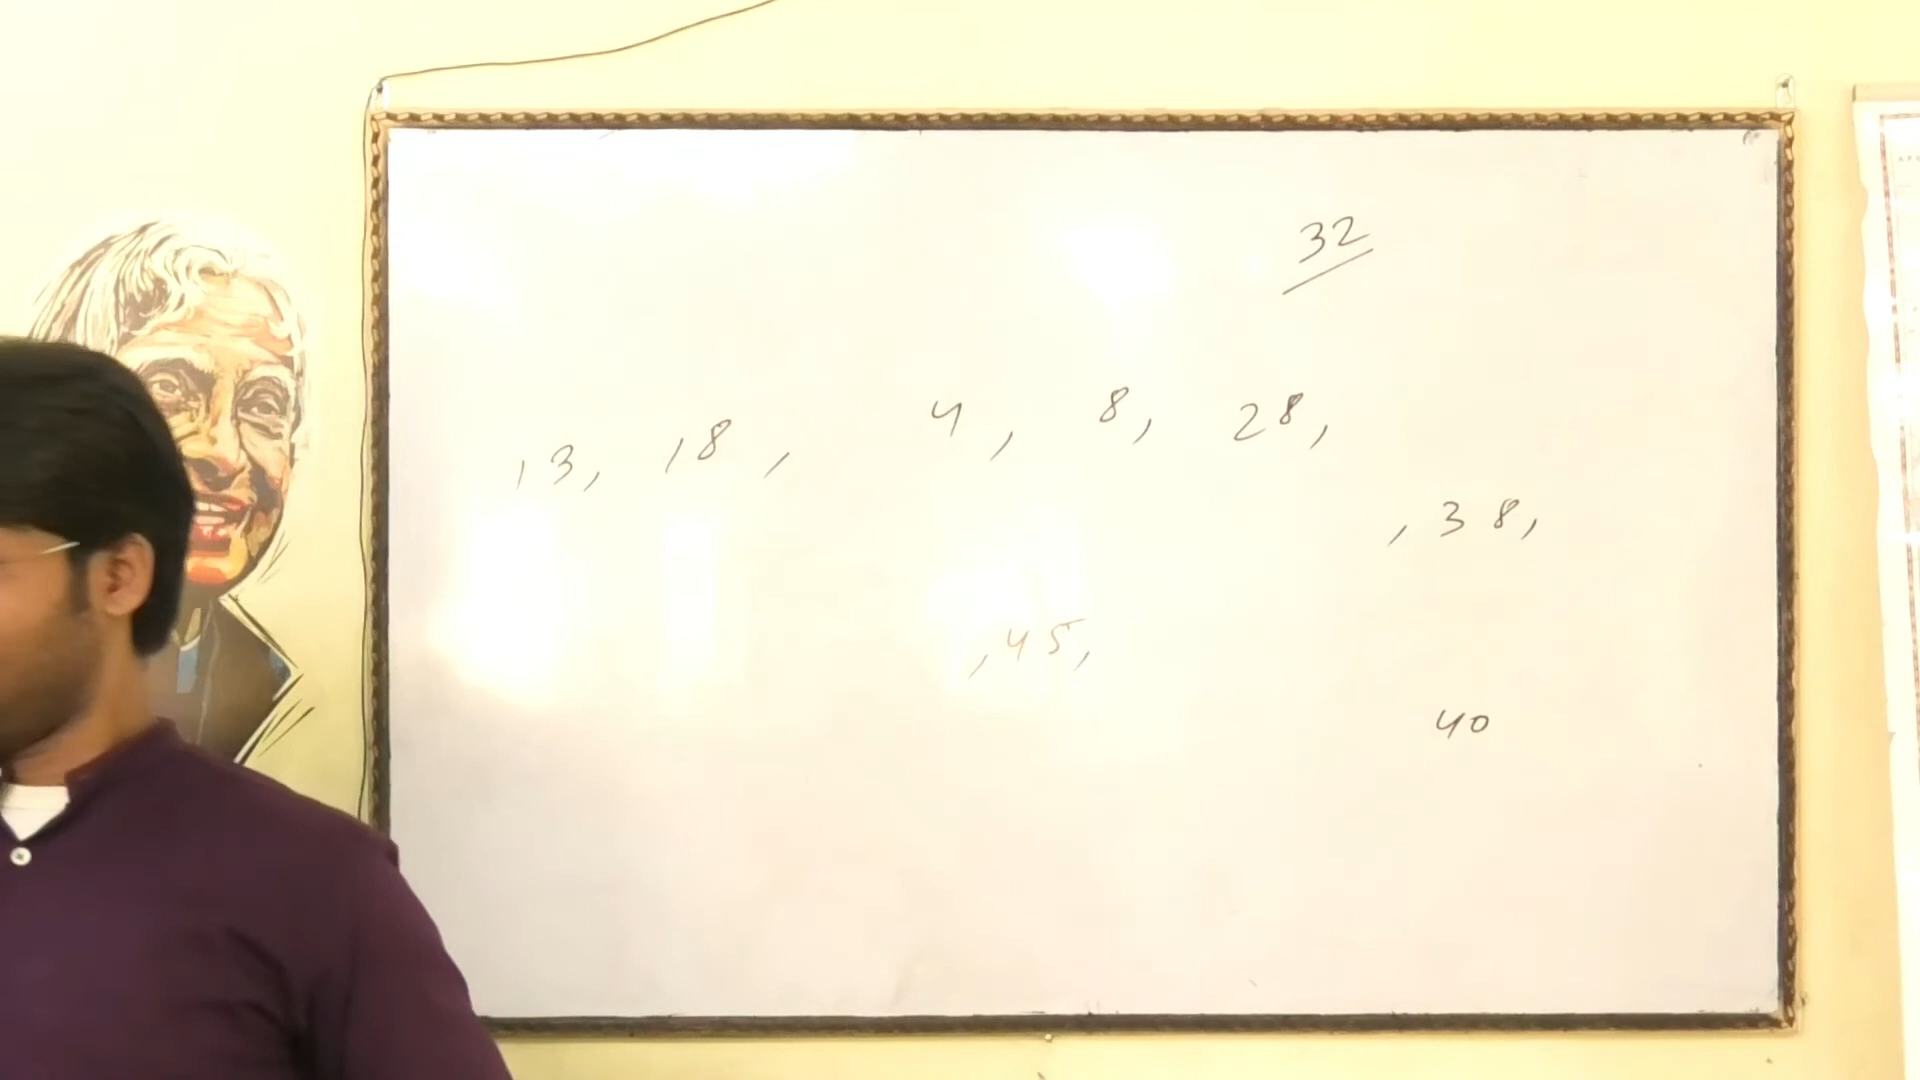 32
13, 18, 4, 8, 28,
, 38,
, 45,
40